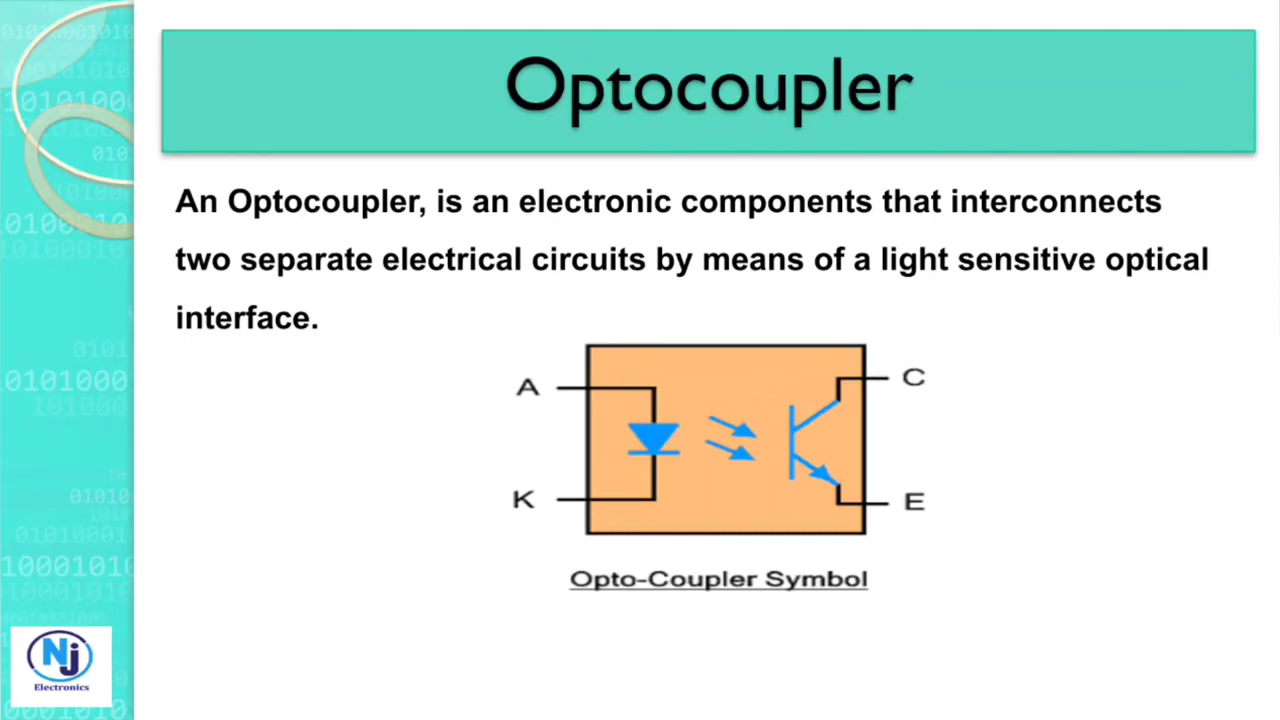 Optocoupler
An Optocoupler, is an electronic components that interconnects
two separate electrical circuits by means of a light sensitive optical
interface.
A
C
K
E
Opto-Coupler Symbol
NJ
Electronics